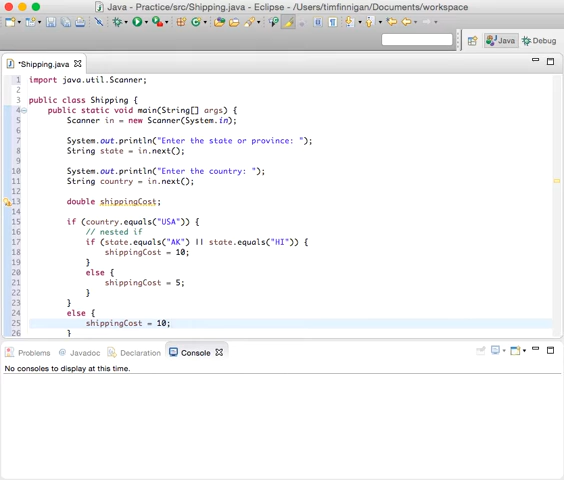 Java - Practice/src/Shipping.java - Eclipse - /Users/timfinnigan/Documents/workspace
Java Debug
*Shipping.java
1 import java.util.Scanner;
2
3 public class Shipping {
4 public static void main(String[] args) {
5 Scanner in = new Scanner(System.in);
6
7 System.out.println("Enter the state or province: ");
8 String state = in.next();
9
10 System.out.println("Enter the country: ");
11 String country = in.next();
12
13 double shippingCost;
14
15 if (country.equals("USA")) {
16 // nested if
17 if (state.equals("AK") || state.equals("HI")) {
18 shippingCost = 10;
19 }
20 else {
21 shippingCost = 5;
22 }
23 }
24 else {
25 shippingCost = 10;
26 }
Problems @ Javadoc Declaration Console
No consoles to display at this time.